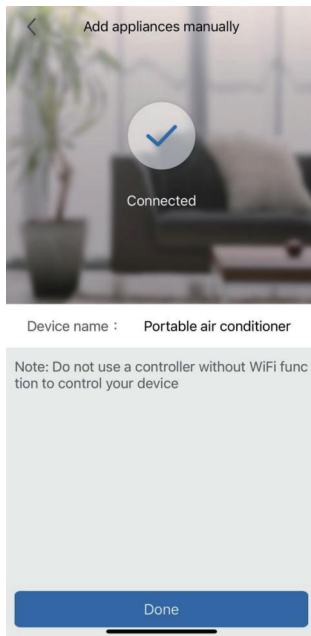 Add appliances manually
Connected
Device name： Portable air conditioner
Note: Do not use a controller without WiFi func
tion to control your device
Done